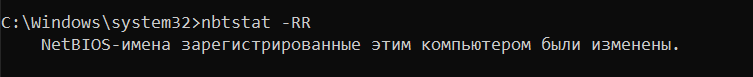 C:\Windows\system32>nbtstat -RR
NetBIOS-имена зарегистрированные этим компьютером были изменены.